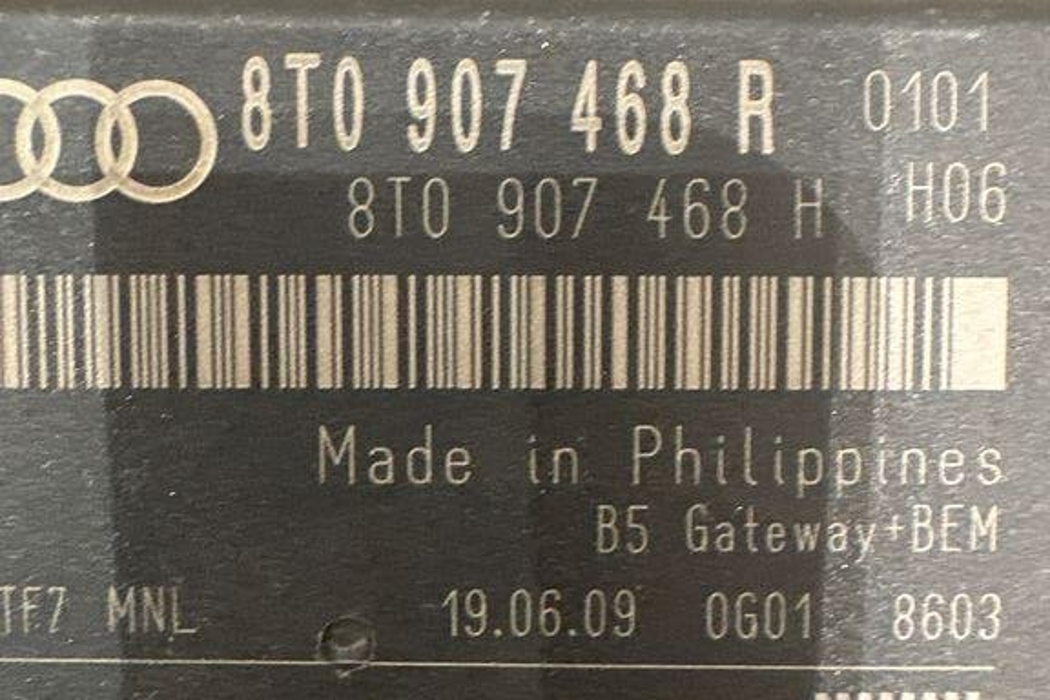 8T0 907 468 R 0101
8T0 907 468 H H06
Made in Philippines
B5 Gateway+BEM
TF7 MNL 19.06.09 0G01 8603